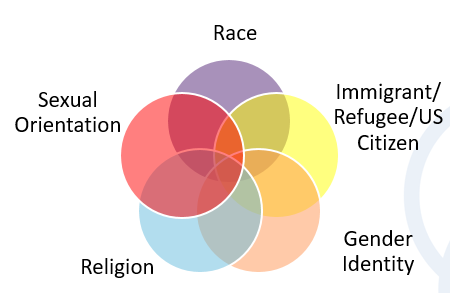 Race
Sexual
Orientation
Immigrant/
Refugee/US
Citizen
Religion
Gender
Identity